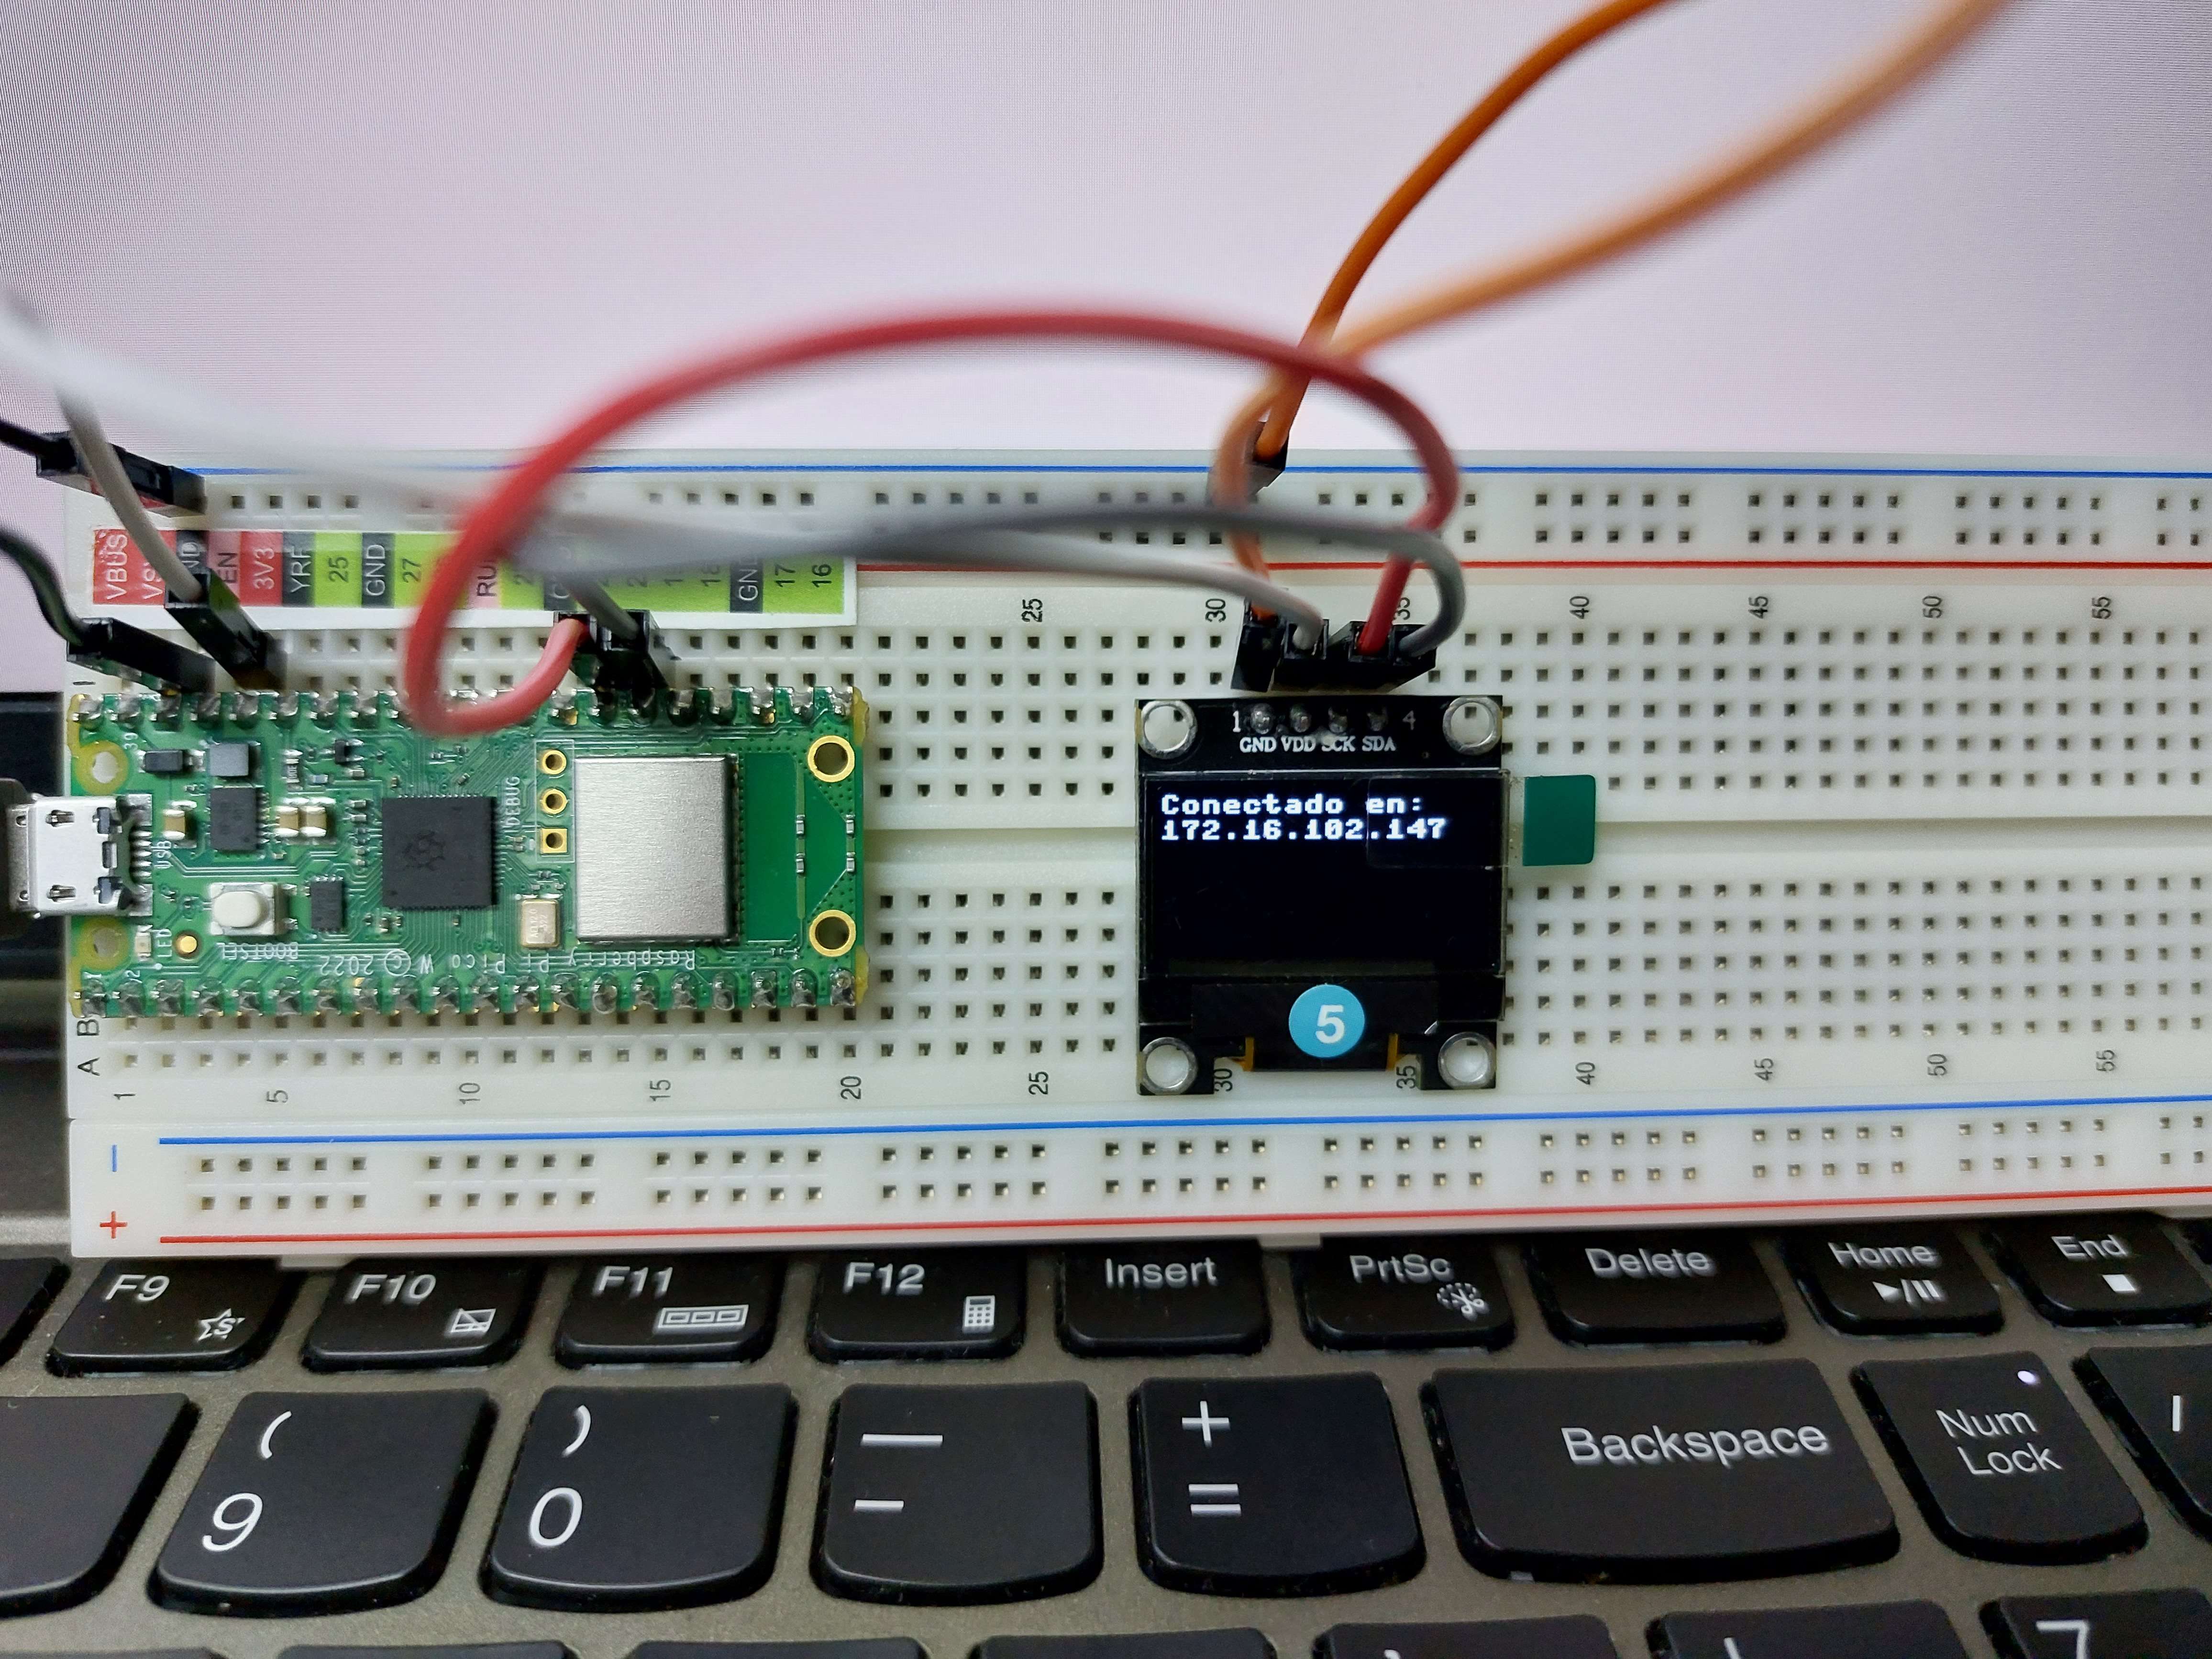 VBUS
EN
3V3
25
GND
27
17
16
25
30
35
40
45
50
55
1 4
GND VDD SCK SDA
Conectado en:
172.16.102.147
5
DEBUG
USB
LED
BOOTSEL
Raspberry Pi Pico W © 2022
B
A
1
5
10
15
20
25
30
35
40
45
50
55
−
+
F9
F10
F11
F12
Insert
PrtSc
Delete
Home
End
(
9
)
0
—
-
+
=
Backspace
Num
Lock
7